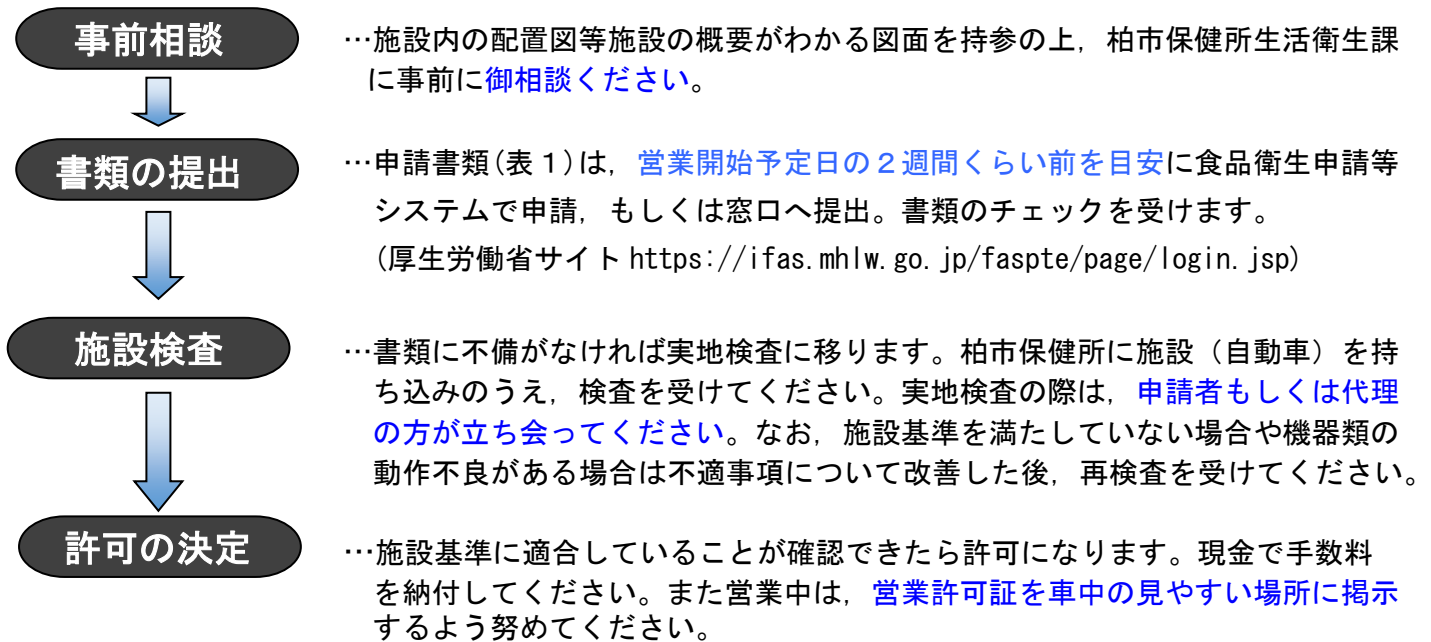 事前相談
…施設内の配置図等施設の概要がわかる図面を持参の上，柏市保健所生活衛生課
に事前に御相談ください。
書類の提出
…申請書類(表１)は，営業開始予定日の２週間くらい前を目安に食品衛生申請等
システムで申請，もしくは窓口へ提出。書類のチェックを受けます。
(厚生労働省サイト https://ifas.mhlw.go.jp/faspte/page/login.jsp)
施設検査
…書類に不備がなければ実地検査に移ります。柏市保健所に施設（自動車）を持
ち込みのうえ，検査を受けてください。実地検査の際は，申請者もしくは代理
の方が立ち会ってください。なお，施設基準を満たしていない場合や機器類の
動作不良がある場合は不適事項について改善した後，再検査を受けてください。
許可の決定
…施設基準に適合していることが確認できたら許可になります。現金で手数料
を納付してください。また営業中は，営業許可証を車中の見やすい場所に掲示
するよう努めてください。